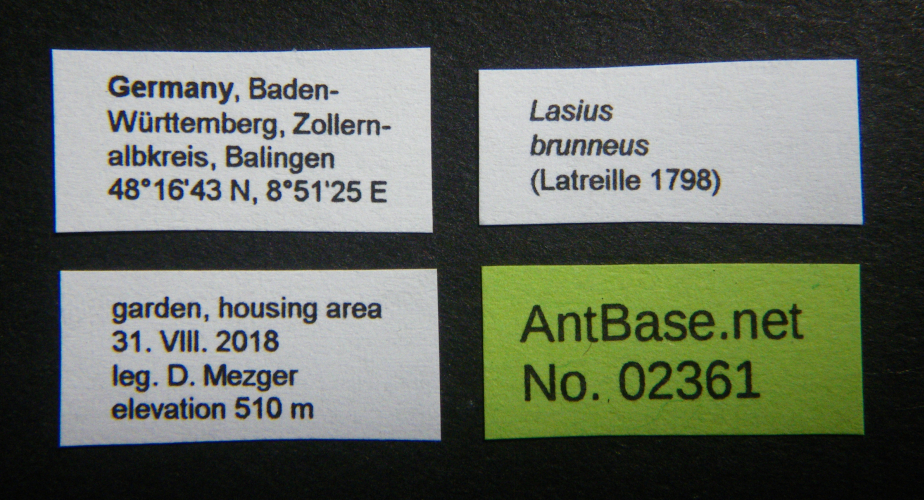 Germany, Baden-
Württemberg, Zollern-
albkreis, Balingen
48°16'43 N, 8°51'25 E
Lasius
brunneus
(Latreille 1798)
garden, housing area
31. VIII. 2018
leg. D. Mezger
elevation 510 m
AntBase.net
No. 02361